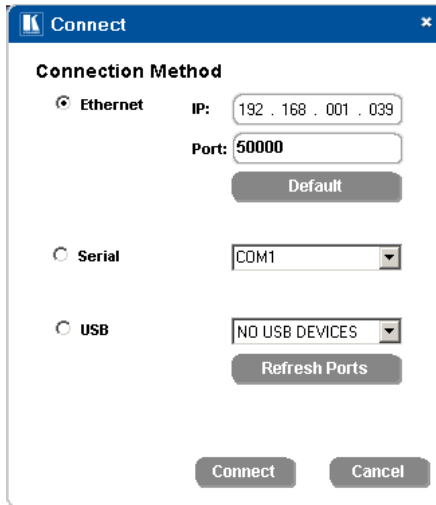 Connect
Connection Method
Ethernet IP: 192 . 168 . 001 . 039
Port: 50000
Default
Serial COM1
USB NO USB DEVICES
Refresh Ports
Connect Cancel